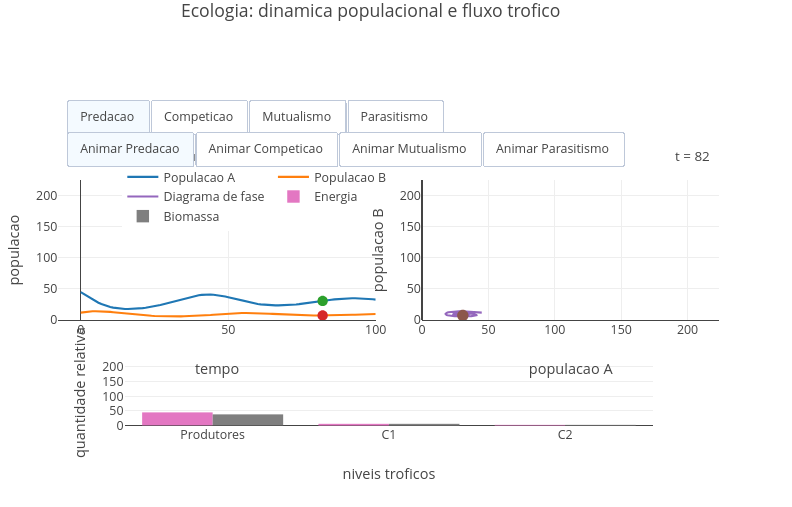 Ecologia: dinamica populacional e fluxo trofico
Predacao Competicao Mutualismo Parasitismo
Animar Predacao Animar Competicao Animar Mutualismo Animar Parasitismo
t = 82
Populacao A Populacao B
Diagrama de fase Energia
Biomassa
populacao
200
150
100
50
0
0 50 100
tempo
populacao B
200
150
100
50
0
0 50 100 150 200
populacao A
quantidade relativa
200
150
100
50
0
Produtores C1 C2
niveis troficos